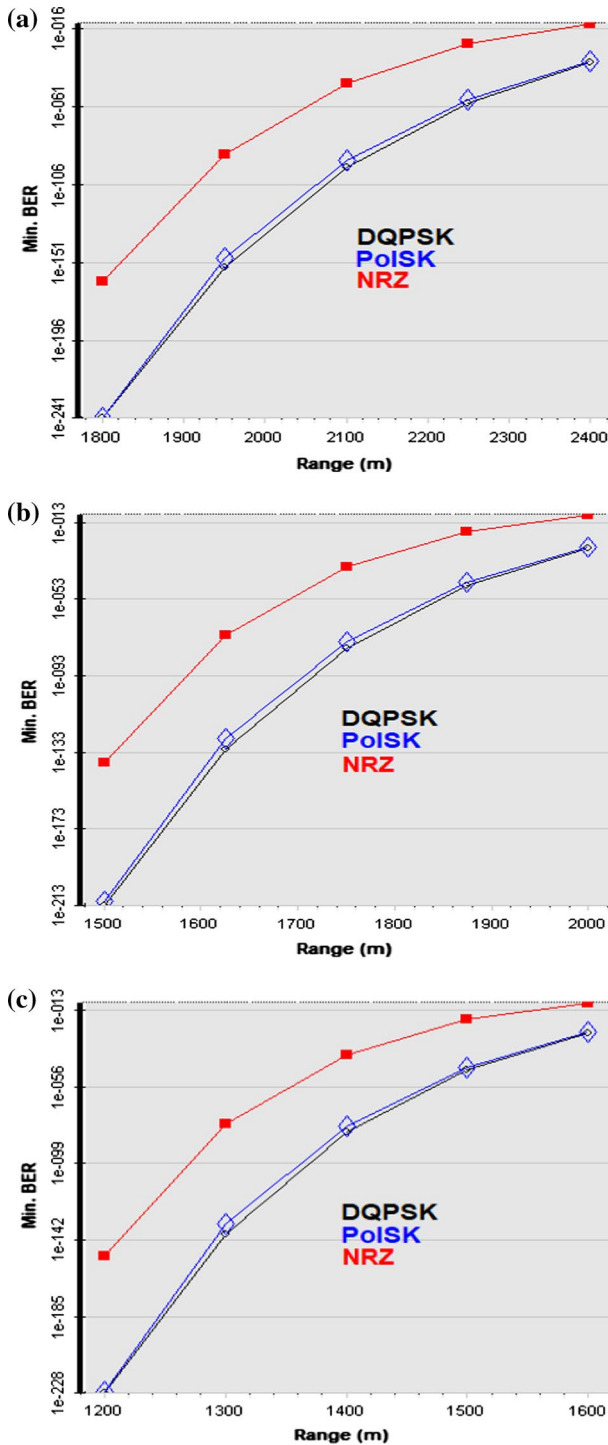 (a)
Min. BER
1e-016
1e-061
1e-106
1e-151
1e-196
1e-241
DQPSK
PolSK
NRZ
1800 1900 2000 2100 2200 2300 2400
Range (m)
(b)
Min. BER
1e-013
1e-053
1e-093
1e-133
1e-173
1e-213
DQPSK
PolSK
NRZ
1500 1600 1700 1800 1900 2000
Range (m)
(c)
Min. BER
1e-013
1e-056
1e-099
1e-142
1e-185
1e-228
DQPSK
PolSK
NRZ
1200 1300 1400 1500 1600
Range (m)